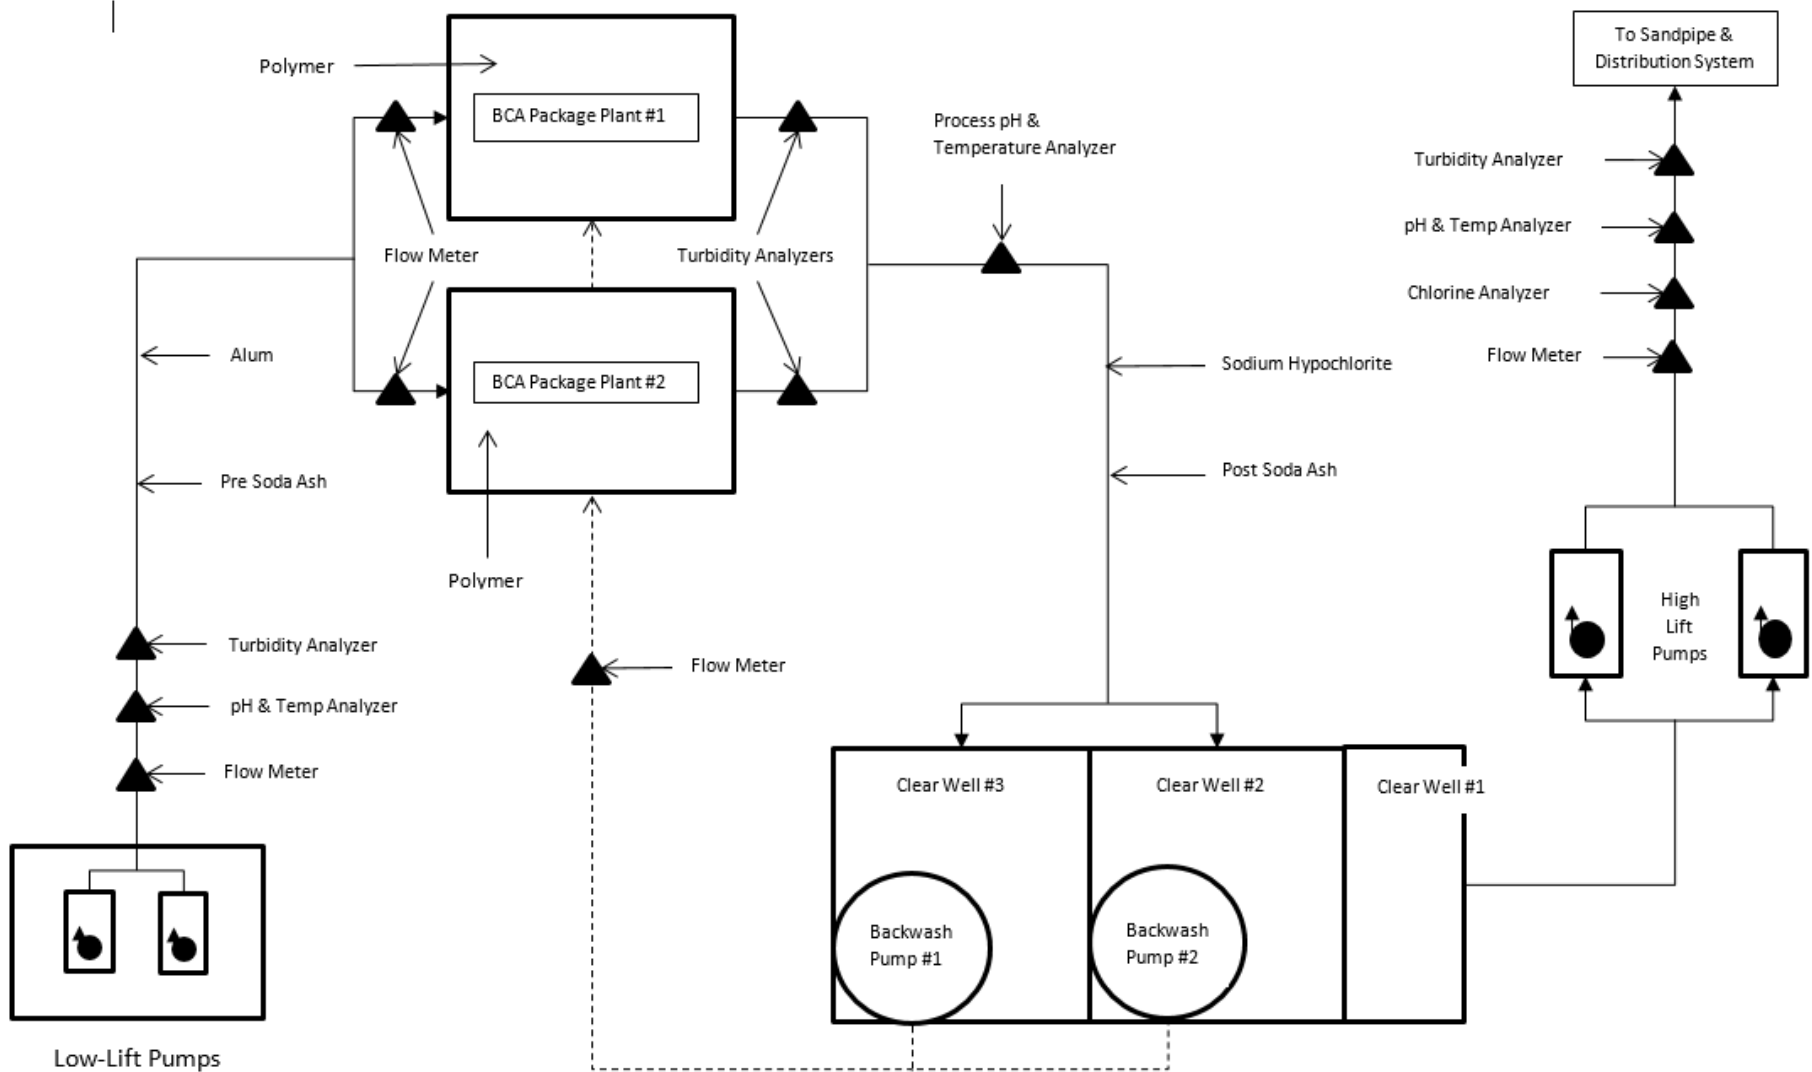 To Sandpipe &
Distribution System
Polymer
BCA Package Plant #1
Process pH &
Temperature Analyzer
Turbidity Analyzer
pH & Temp Analyzer
Flow Meter
Turbidity Analyzers
Chlorine Analyzer
Alum
Flow Meter
BCA Package Plant #2
Sodium Hypochlorite
Pre Soda Ash
Post Soda Ash
Polymer
High
Lift
Pumps
Turbidity Analyzer
Flow Meter
pH & Temp Analyzer
Flow Meter
Clear Well #3
Clear Well #2
Clear Well #1
Backwash
Pump #1
Backwash
Pump #2
Low-Lift Pumps